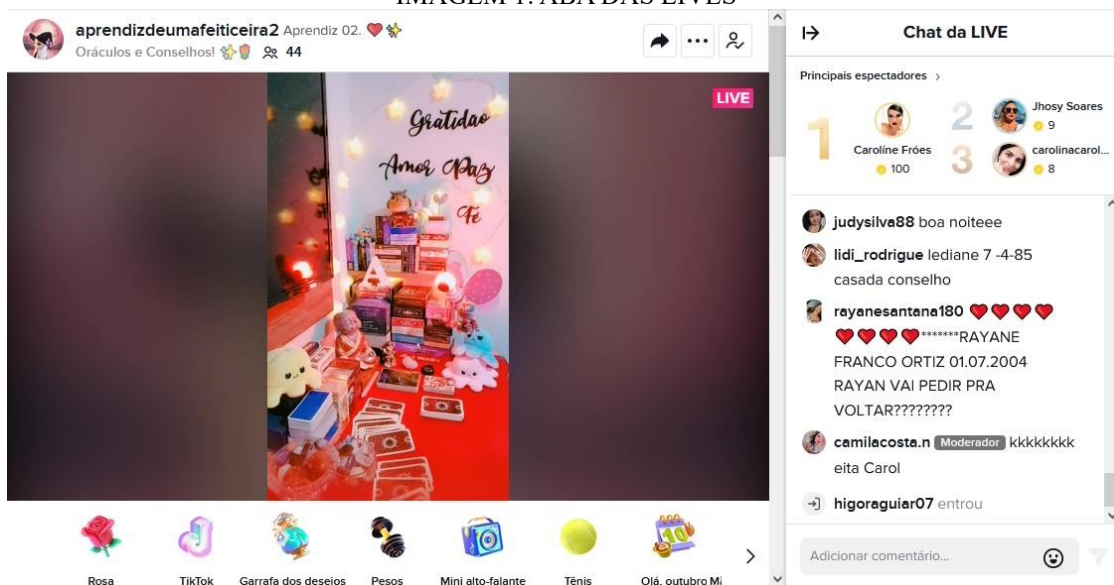 IMAGEM 1: ABA DAS LIVES
aprendizdeumafeiticeira2 Aprendiz 02.
Oráculos e Conselhos! 44
LIVE
Gratidão
Amor Paz
Fé
A
Rosa
TikTok
Garrafa dos desejos
Pesos
Mini alto-falante
Tênis
Olá, outubro Mi
Chat da LIVE
Principais espectadores
1
Caroline Fróes
100
2
Jhosy Soares
9
3
carolinacarol...
8
judysilva88 boa noiteee
lidi_rodrigue lediane 7 -4-85
casada conselho
rayanesantana180 ❤❤❤❤
❤❤❤❤*******RAYANE
FRANCO ORTIZ 01.07.2004
RAYAN VAI PEDIR PRA
VOLTAR????????
camilacosta.n Moderador kkkkkkkk
eita Carol
higoraguiar07 entrou
Adicionar comentário...